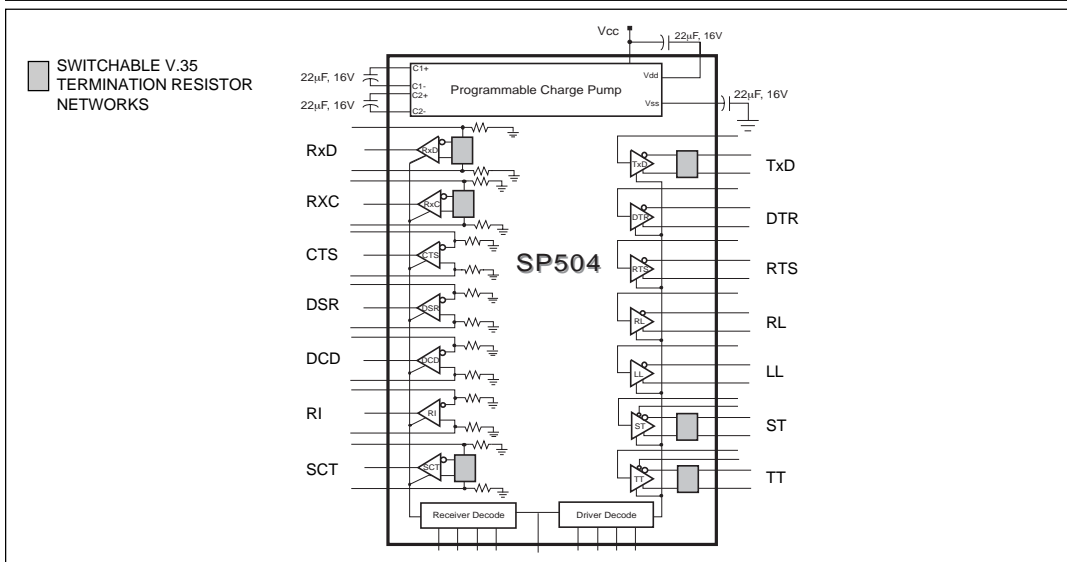 SWITCHABLE V.35
TERMINATION RESISTOR
NETWORKS
Vcc
22µF, 16V
22µF, 16V
22µF, 16V
22µF, 16V
C1+
C1-
C2+
C2-
Programmable Charge Pump
Vdd
Vss
RxD
RxD
RXC
RxC
CTS
CTS
DSR
DSR
DCD
DCD
RI
RI
SCT
SCT
SP504
TxD
TxD
DTR
DTR
RTS
RTS
RL
RL
LL
LL
ST
ST
TT
TT
Receiver Decode
Driver Decode